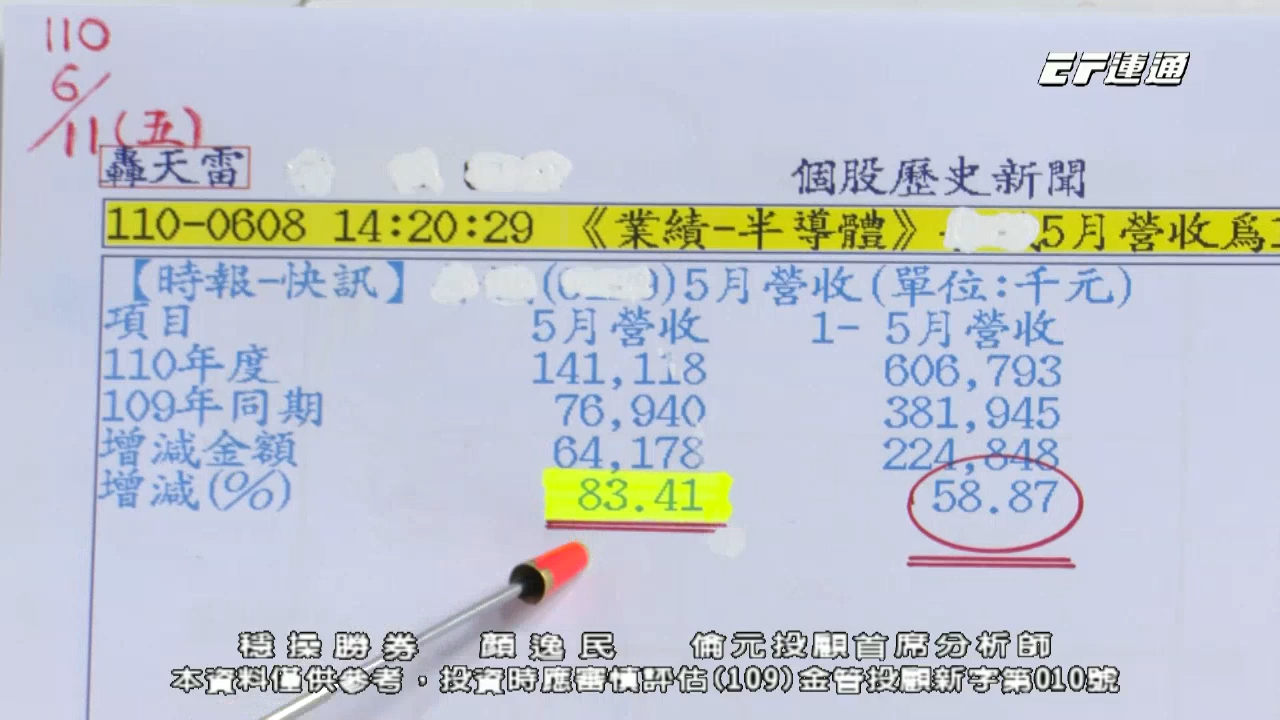 110
6/11(五)
EF運通
轟天雷
個股歷史新聞
110-0608 14:20:29 《業績-半導體》 5月營收為
【時報-快訊】 5月營收(單位:千元)
項目 5月營收 1- 5月營收
110年度 141,118 606,793
109年同期 76,940 381,945
增減金額 64,178 224,848
增減(%) 83.41 58.87
穩操勝券 顏逸民 倫元投顧首席分析師
本資料僅供參考，投資時應審慎評估(109)金管投顧新字第010號